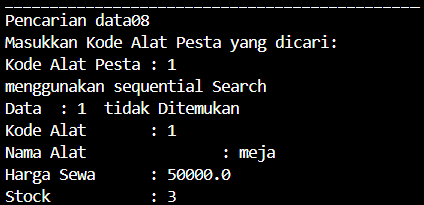 Pencarian data08
Masukkan Kode Alat Pesta yang dicari:
Kode Alat Pesta : 1
menggunakan sequential Search
Data  : 1  tidak Ditemukan
Kode Alat       : 1
Nama Alat               : meja
Harga Sewa      : 50000.0
Stock           : 3